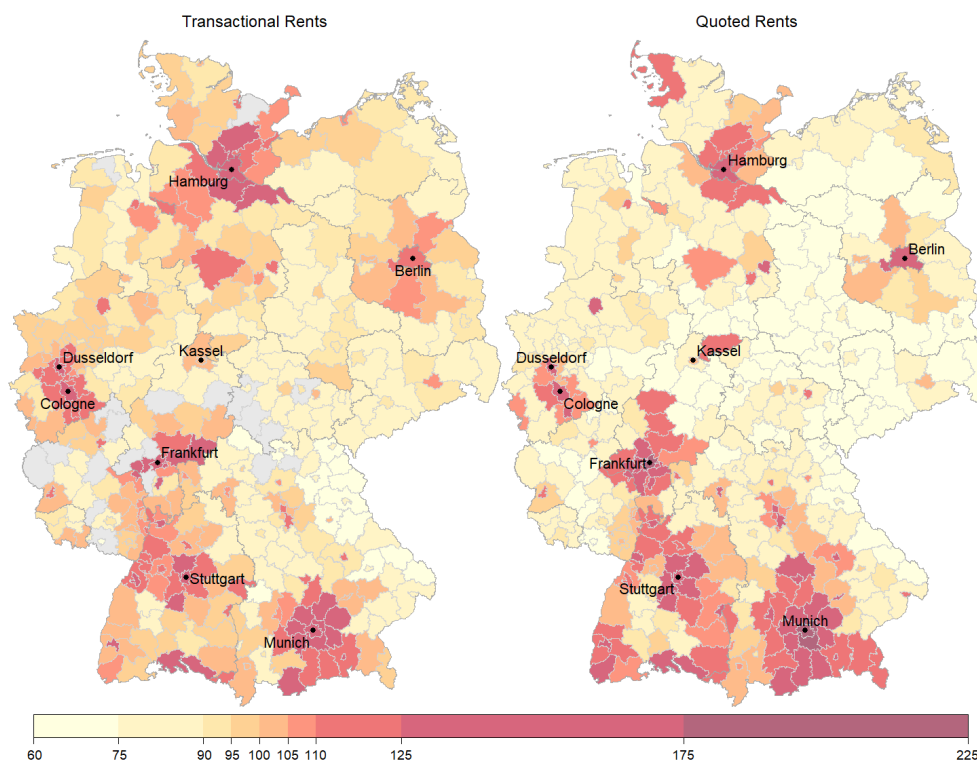 Transactional Rents
Quoted Rents
Hamburg
Berlin
Dusseldorf
Kassel
Cologne
Frankfurt
Stuttgart
Munich
Hamburg
Berlin
Dusseldorf
Kassel
Cologne
Frankfurt
Stuttgart
Munich
60 75 90 95 100 105 110 125 175 225